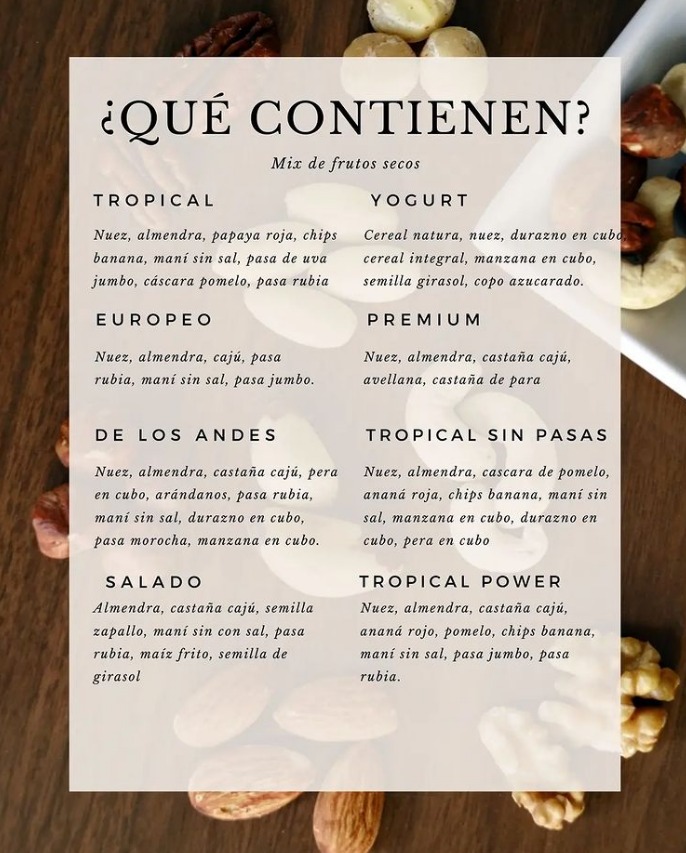 ¿QUÉ CONTIENEN?
Mix de frutos secos
TROPICAL
Nuez, almendra, papaya roja, chips
banana, maní sin sal, pasa de uva
jumbo, cáscara pomelo, pasa rubia
YOGURT
Cereal natura, nuez, durazno en cubo,
cereal integral, manzana en cubo,
semilla girasol, copo azucarado.
EUROPEO
Nuez, almendra, cajú, pasa
rubia, maní sin sal, pasa jumbo.
PREMIUM
Nuez, almendra, castaña cajú,
avellana, castaña de para
DE LOS ANDES
Nuez, almendra, castaña cajú, pera
en cubo, arándanos, pasa rubia,
maní sin sal, durazno en cubo,
pasa morocha, manzana en cubo.
TROPICAL SIN PASAS
Nuez, almendra, cascara de pomelo,
ananá roja, chips banana, maní sin
sal, manzana en cubo, durazno en
cubo, pera en cubo
SALADO
Almendra, castaña cajú, semilla
zapallo, maní sin con sal, pasa
rubia, maíz frito, semilla de
girasol
TROPICAL POWER
Nuez, almendra, castaña cajú,
ananá rojo, pomelo, chips banana,
maní sin sal, pasa jumbo, pasa
rubia.